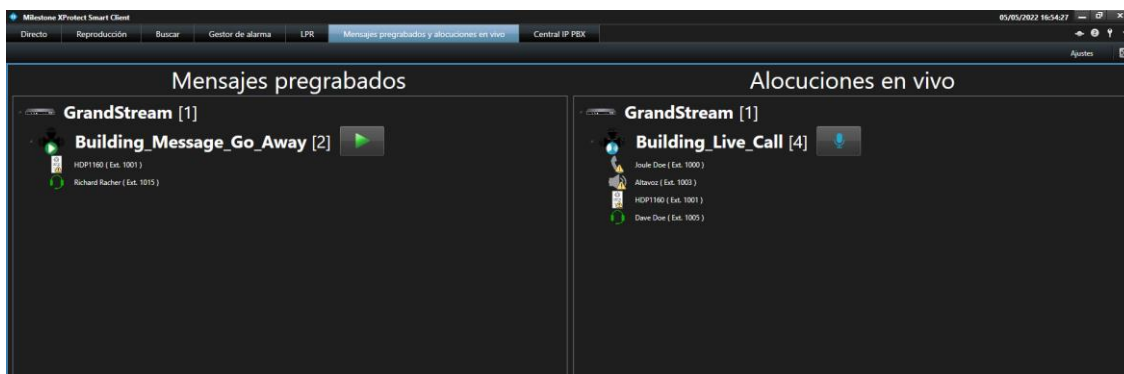 Milestone XProtect Smart Client 05/05/2022 16:54:27
Directo Reproducción Buscar Gestor de alarma LPR Mensajes pregrabados y alocuciones en vivo Central IP PBX
Ajustes
Mensajes pregrabados
GrandStream [1]
Building_Message_Go_Away [2]
HDP1160 ( Ext. 1001 )
Richard Racher ( Ext. 1015 )
Alocuciones en vivo
GrandStream [1]
Building_Live_Call [4]
Joule Doe ( Ext. 1000 )
Altavoz ( Ext. 1003 )
HDP1160 ( Ext. 1001 )
Dave Doe ( Ext. 1005 )